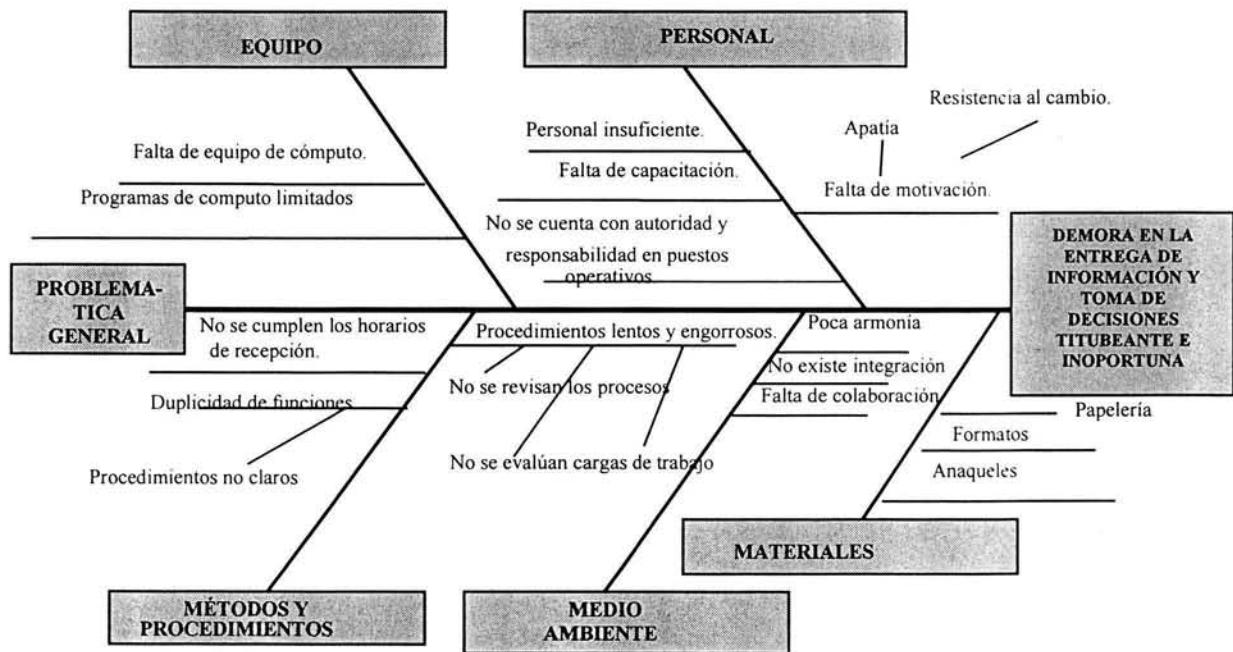 EQUIPO
PERSONAL
Resistencia al cambio.
Apatía
Personal insuficiente.
Falta de equipo de cómputo.
Falta de capacitación.
Falta de motivación.
Programas de computo limitados
No se cuenta con autoridad y
responsabilidad en puestos
operativos.
DEMORA EN LA
ENTREGA DE
INFORMACIÓN Y
TOMA DE
DECISIONES
TITUBEANTE E
INOPORTUNA
PROBLEMA-
TICA
GENERAL
No se cumplen los horarios
de recepción.
Procedimientos lentos y engorrosos.
Poca armonía
No se revisan los procesos
No existe integración
Duplicidad de funciones
Falta de colaboración
Papelería
Formatos
Procedimientos no claros
No se evalúan cargas de trabajo
Anaqueles
MATERIALES
MÉTODOS Y
PROCEDIMIENTOS
MEDIO
AMBIENTE